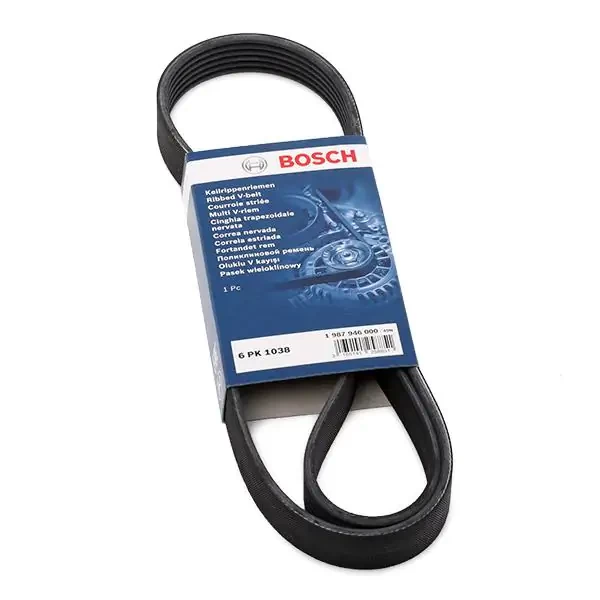 BOSCH
Keilrippenriemen
Ribbed V-belt
Courroie striée
Multi V-riem
Cinghia trapezoidale
nervata
Correa nervada
Correia estriada
Fortandet rem
Поликлиновой ремень
Oluklu V kayışı
Pasek wieloklinowy
1 Pc
6 PK 1038
1 987 946 000